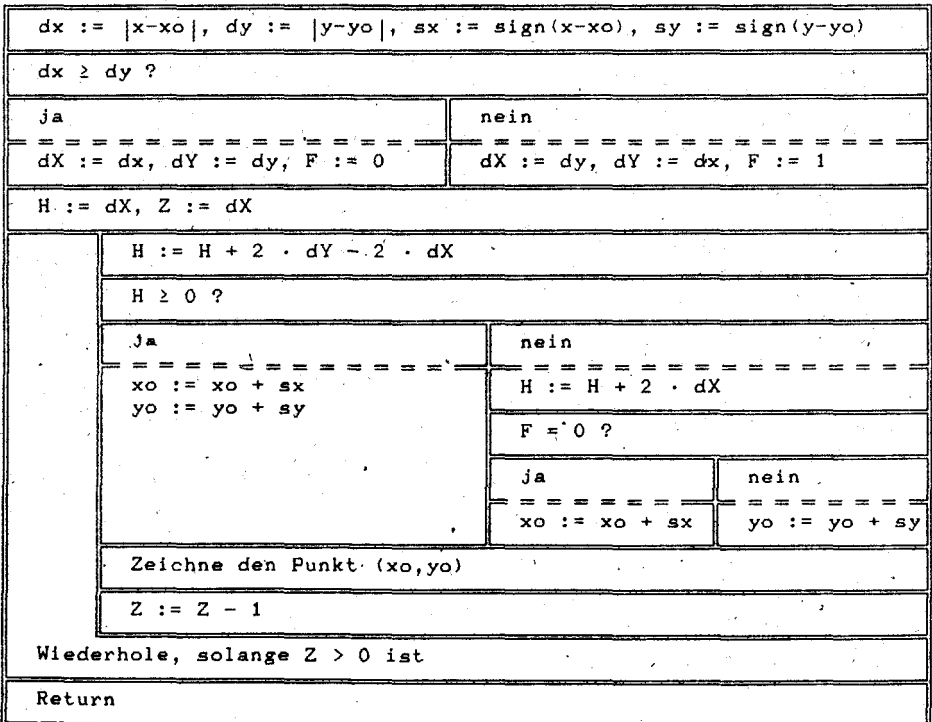 dx := |x-xo|, dy := |y-yo|, sx := sign(x-xo), sy := sign(y-yo)
dx ≥ dy ?
ja
nein
dX := dx, dY := dy, F := 0
dX := dy, dY := dx, F := 1
H := dX, Z := dX
H := H + 2 · dY - 2 · dX
H ≥ 0 ?
ja
xo := xo + sx
yo := yo + sy
nein
H := H + 2 · dX
F = 0 ?
ja
nein
xo := xo + sx
yo := yo + sy
Zeichne den Punkt (xo,yo)
Z := Z - 1
Wiederhole, solange Z > 0 ist
Return